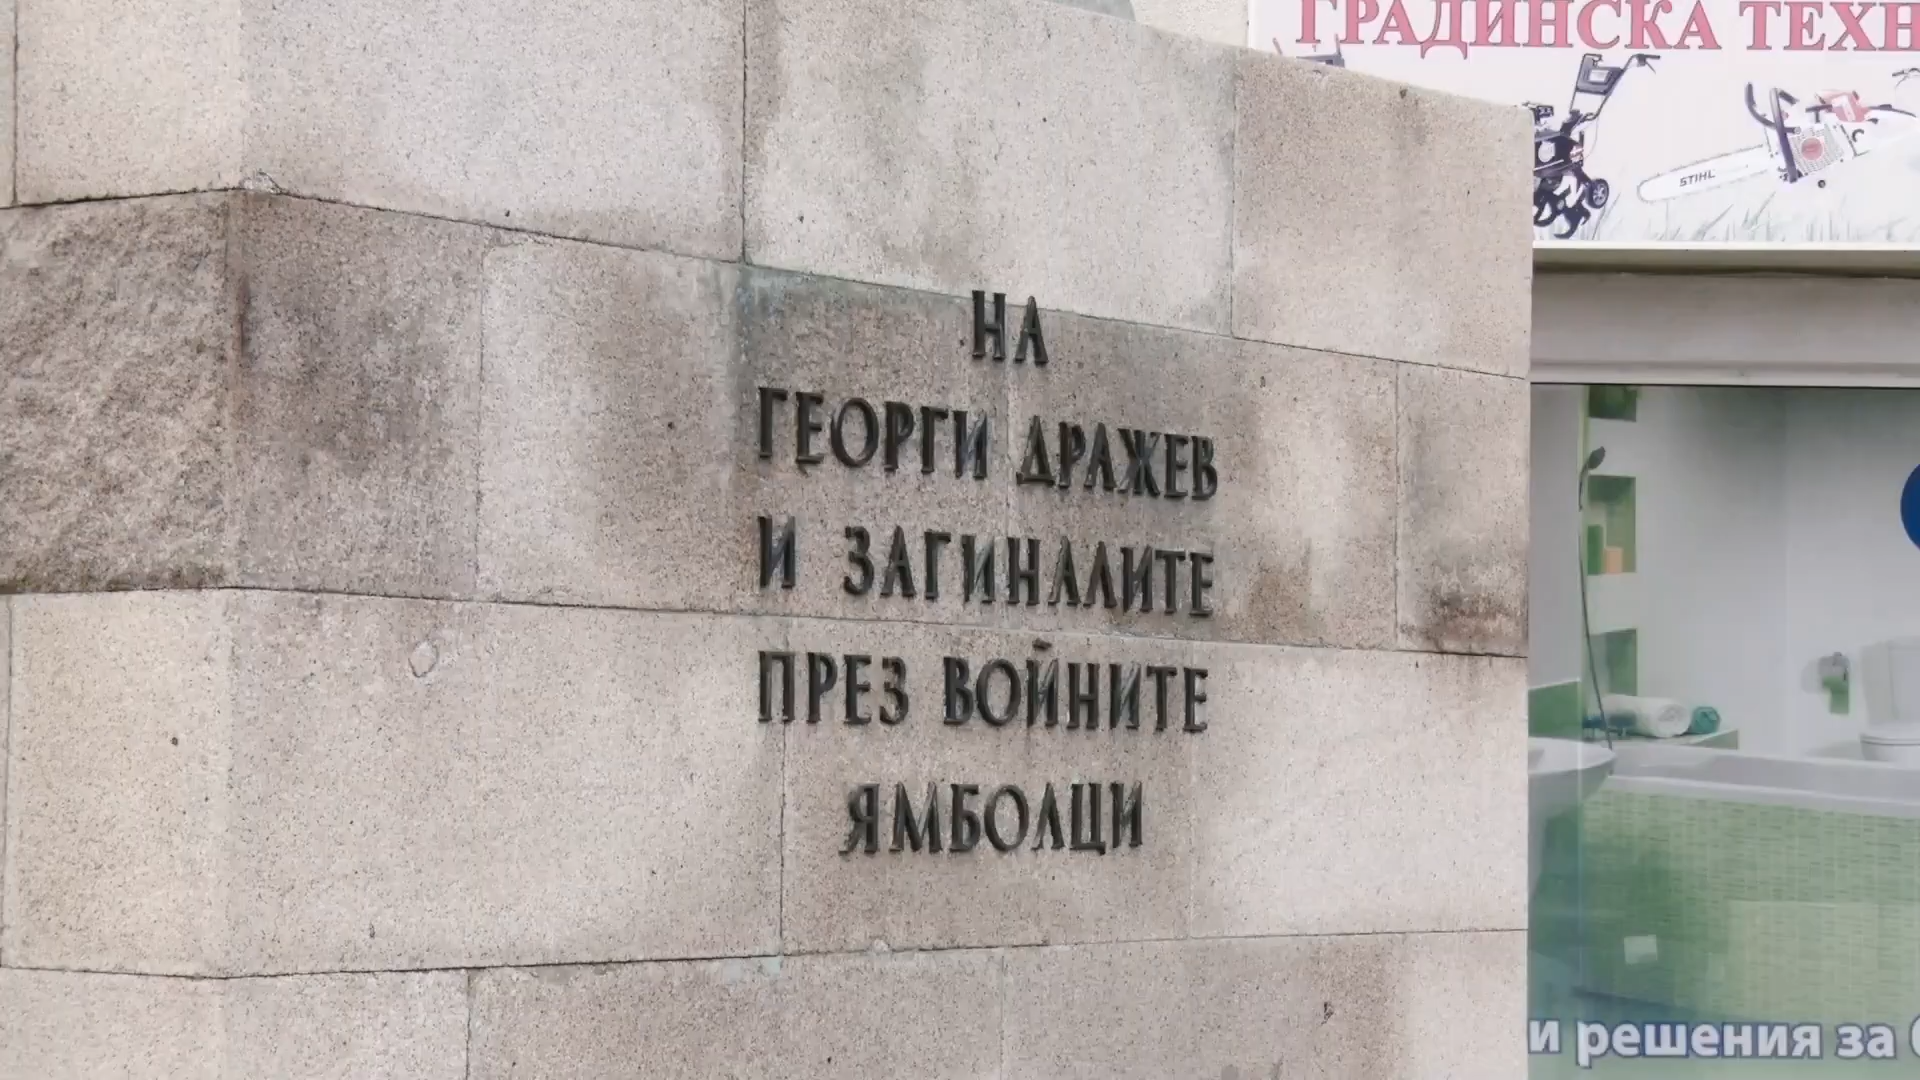 ГРАДИНСКА ТЕХН
STIHL
НА
ГЕОРГИ ДРАЖЕВ
И ЗАГИНАЛИТЕ
ПРЕЗ ВОЙНИТЕ
ЯМБОЛЦИ
и решения за